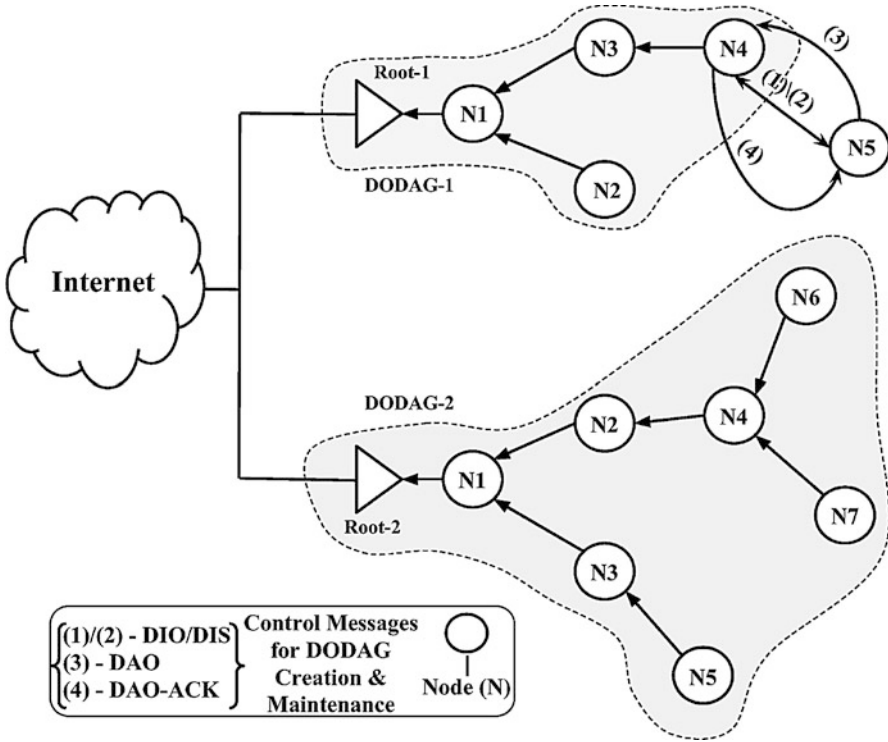 N3
N4
(3)
Root-1
(1)\(2)
N1
N5
(4)
DODAG-1
N2
Internet
N6
DODAG-2
N2
N4
N1
N7
Root-2
N3
(1)/(2) - DIO/DIS
(3) - DAO
(4) - DAO-ACK
Control Messages
for DODAG
Creation &
Maintenance
Node (N)
N5